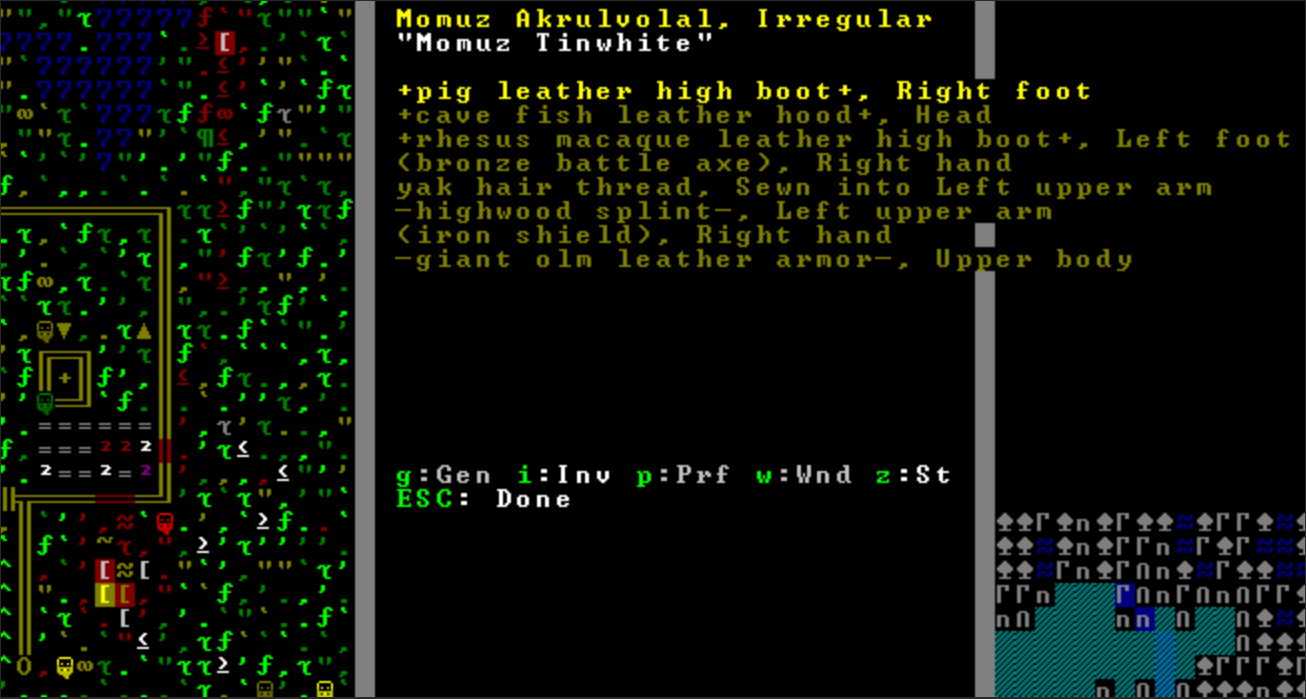 Momuz Akrulvolal, Irregular
"Momuz Tinwhite"
+pig leather high boot+, Right foot
+cave fish leather hood+, Head
+rhesus macaque leather high boot+, Left foot
(bronze battle axe), Right hand
yak hair thread, Sewn into Left upper arm
-highwood splint-, Left upper arm
(iron shield), Right hand
-giant olm leather armor-, Upper body
g:Gen i:Inv p:Prf w:Wnd z:St
ESC: Done